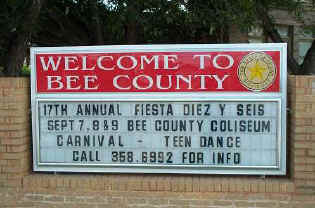 WELCOME TO
BEE COUNTY
17TH ANNUAL FIESTA DIEZ Y SEIS
SEPT 7, 8 & 9 BEE COUNTY COLISEUM
CARNIVAL - TEEN DANCE
CALL 358.6992 FOR INFO